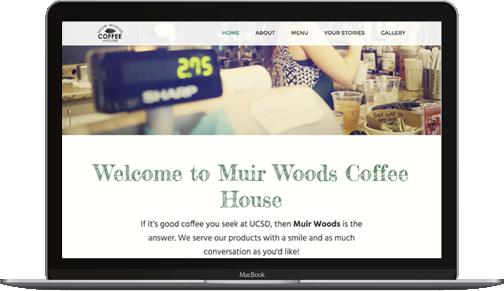 MUIR WOODS
COFFEE
HOUSE
HOME ABOUT MENU YOUR STORIES GALLERY
2.75
SHARP
Welcome to Muir Woods Coffee
House
If it's good coffee you seek at UCSD, then Muir Woods is the
answer. We serve our products with a smile and as much
conversation as you'd like!
MacBook